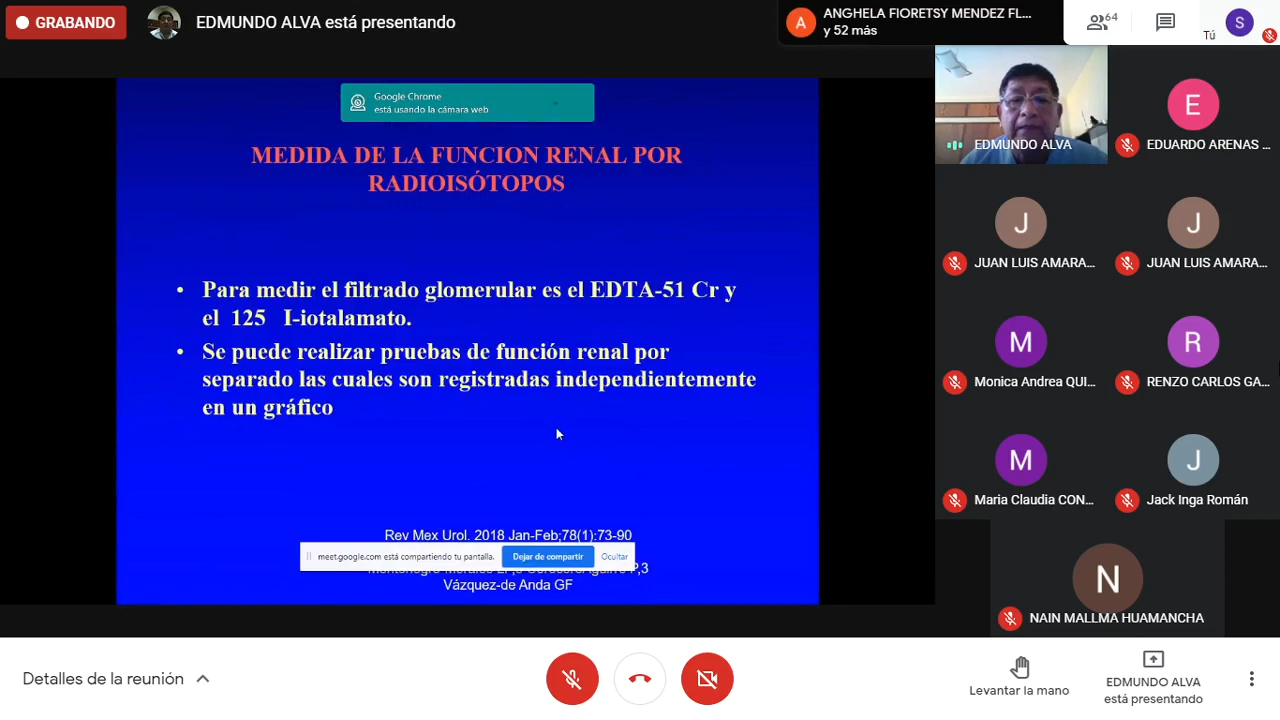 GRABANDO
EDMUNDO ALVA está presentando
A
ANGHELA FIORETSY MENDEZ FL...
y 52 más
64
Tú
S
Google Chrome
está usando la cámara web
MEDIDA DE LA FUNCION RENAL POR
RADIOISÓTOPOS
• Para medir el filtrado glomerular es el EDTA-51 Cr y
el 125 I-iotalamato.
• Se puede realizar pruebas de función renal por
separado las cuales son registradas independientemente
en un gráfico
Rev Mex Urol. 2018 Jan-Feb;78(1):73-90
meet.google.com está compartiendo tu pantalla.
Dejar de compartir
Ocultar
Vázquez-de Anda GF
EDMUNDO ALVA
E
EDUARDO ARENAS ...
J
JUAN LUIS AMARA...
J
JUAN LUIS AMARA...
M
Monica Andrea QUI...
R
RENZO CARLOS GA...
M
Maria Claudia CON...
J
Jack Inga Román
N
NAIN MALLMA HUAMANCHA
Detalles de la reunión
Levantar la mano
EDMUNDO ALVA
está presentando